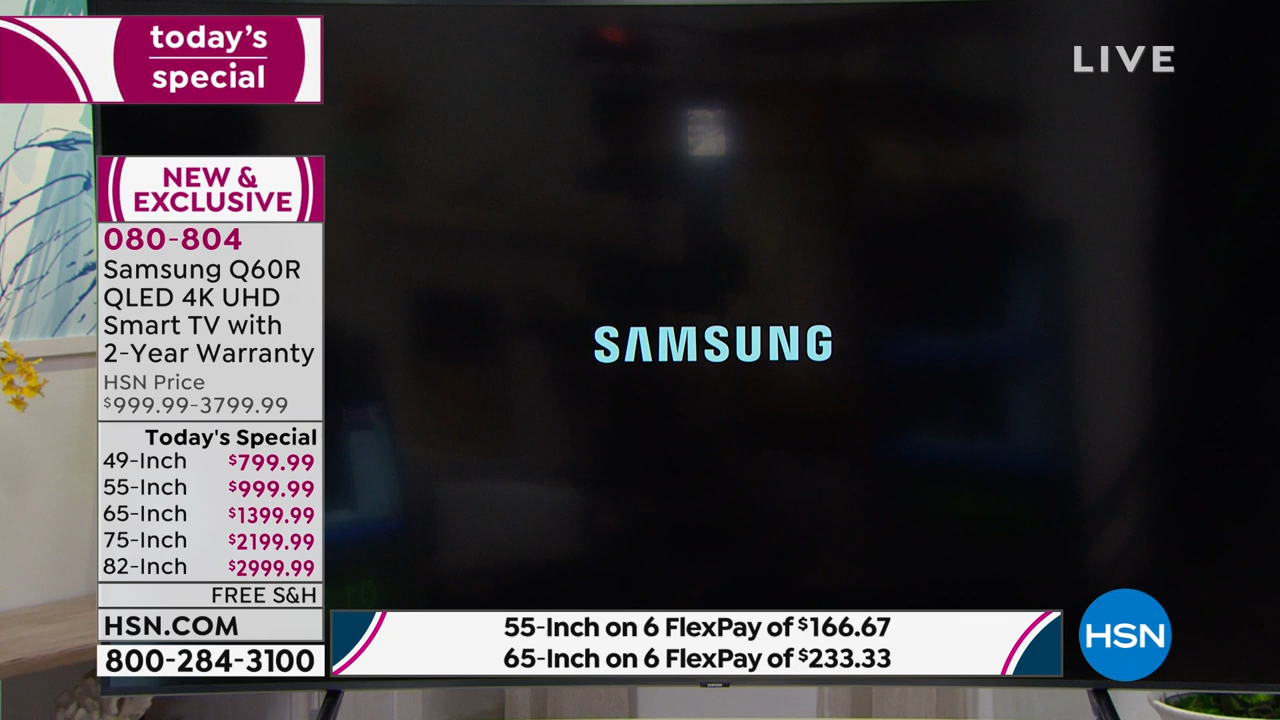 today's
special
LIVE
NEW &
EXCLUSIVE
080-804
Samsung Q60R
QLED 4K UHD
Smart TV with
2-Year Warranty
HSN Price
$999.99-3799.99
Today's Special
49-Inch $799.99
55-Inch $999.99
65-Inch $1399.99
75-Inch $2199.99
82-Inch $2999.99
FREE S&H
HSN.COM
800-284-3100
SAMSUNG
55-Inch on 6 FlexPay of $166.67
65-Inch on 6 FlexPay of $233.33
HSN
SAMSUNG